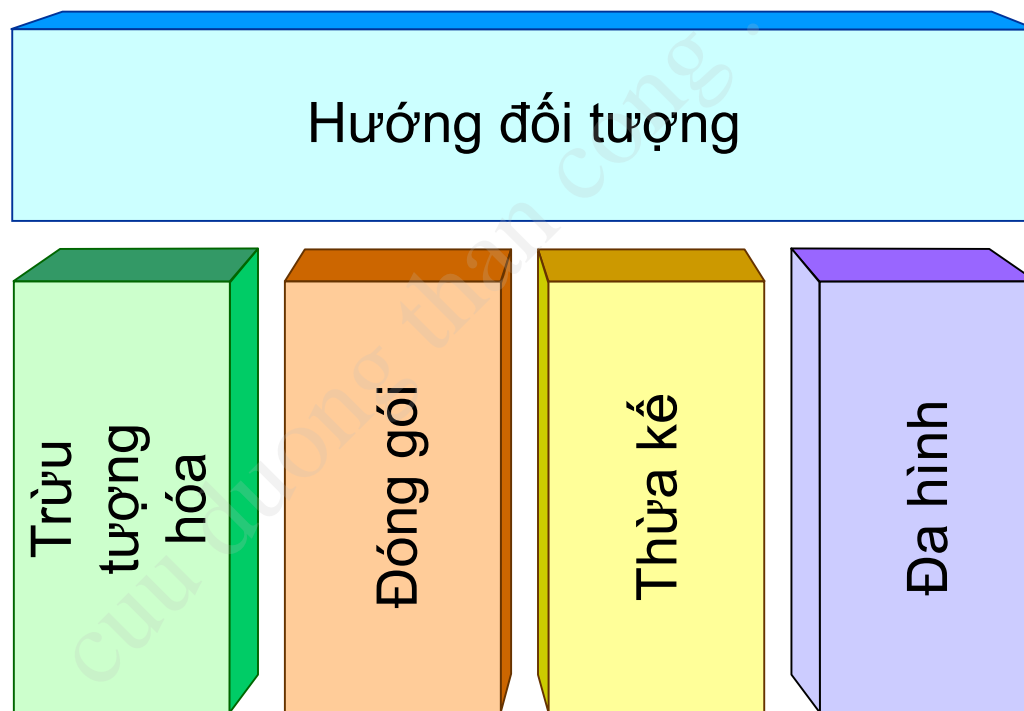 Hướng đối tượng
Trừu
tượng
hóa
Đóng gói
Thừa kế
Đa hình
cuu duong than cong .